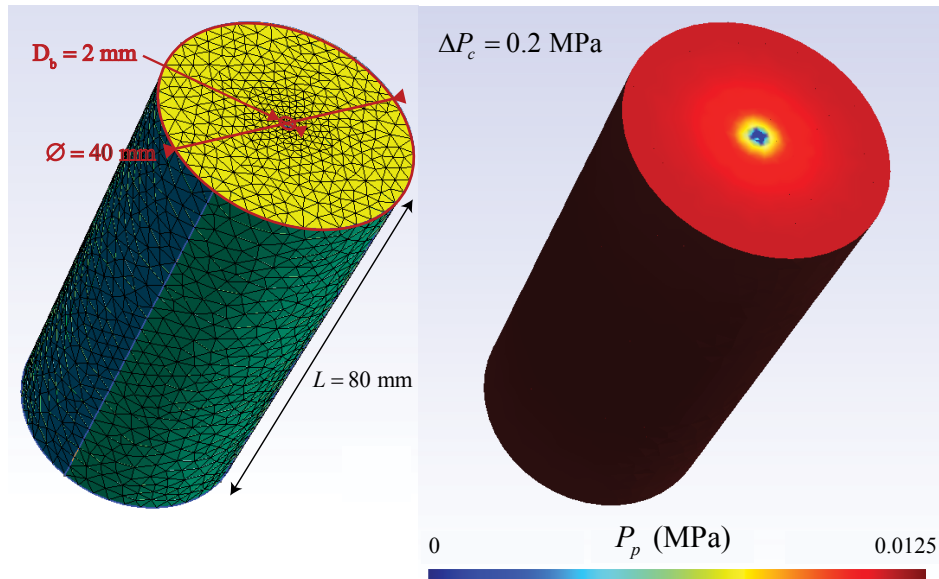 D_b = 2 mm
Ø = 40 mm
L = 80 mm
ΔP_c = 0.2 MPa
0 P_p (MPa) 0.0125